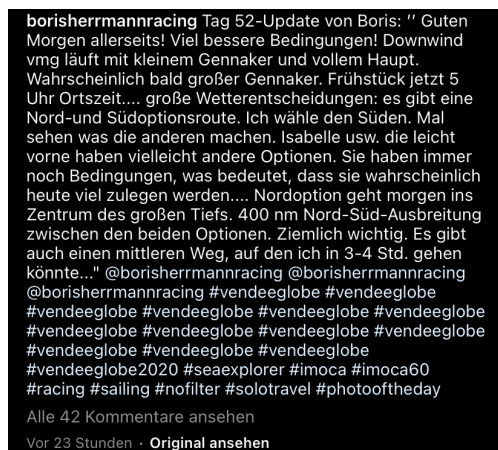 borisherrmannracing Tag 52-Update von Boris: ′′ Guten
Morgen allerseits! Viel bessere Bedingungen! Downwind
vmg läuft mit kleinem Gennaker und vollem Haupt.
Wahrscheinlich bald großer Gennaker. Frühstück jetzt 5
Uhr Ortszeit.... große Wetterentscheidungen: es gibt eine
Nord-und Südoptionsroute. Ich wähle den Süden. Mal
sehen was die anderen machen. Isabelle usw. die leicht
vorne haben vielleicht andere Optionen. Sie haben immer
noch Bedingungen, was bedeutet, dass sie wahrscheinlich
heute viel zulegen werden.... Nordoption geht morgen ins
Zentrum des großen Tiefs. 400 nm Nord-Süd-Ausbreitung
zwischen den beiden Optionen. Ziemlich wichtig. Es gibt
auch einen mittleren Weg, auf den ich in 3-4 Std. gehen
könnte..." @borisherrmannracing @borisherrmannracing
@borisherrmannracing #vendeeglobe #vendeeglobe
#vendeeglobe #vendeeglobe #vendeeglobe #vendeeglobe
#vendeeglobe #vendeeglobe #vendeeglobe #vendeeglobe
#vendeeglobe #vendeeglobe #vendeeglobe
#vendeeglobe2020 #seaexplorer #imoca #imoca60
#racing #sailing #nofilter #solotravel #photooftheday
Alle 42 Kommentare ansehen
Vor 23 Stunden · Original ansehen